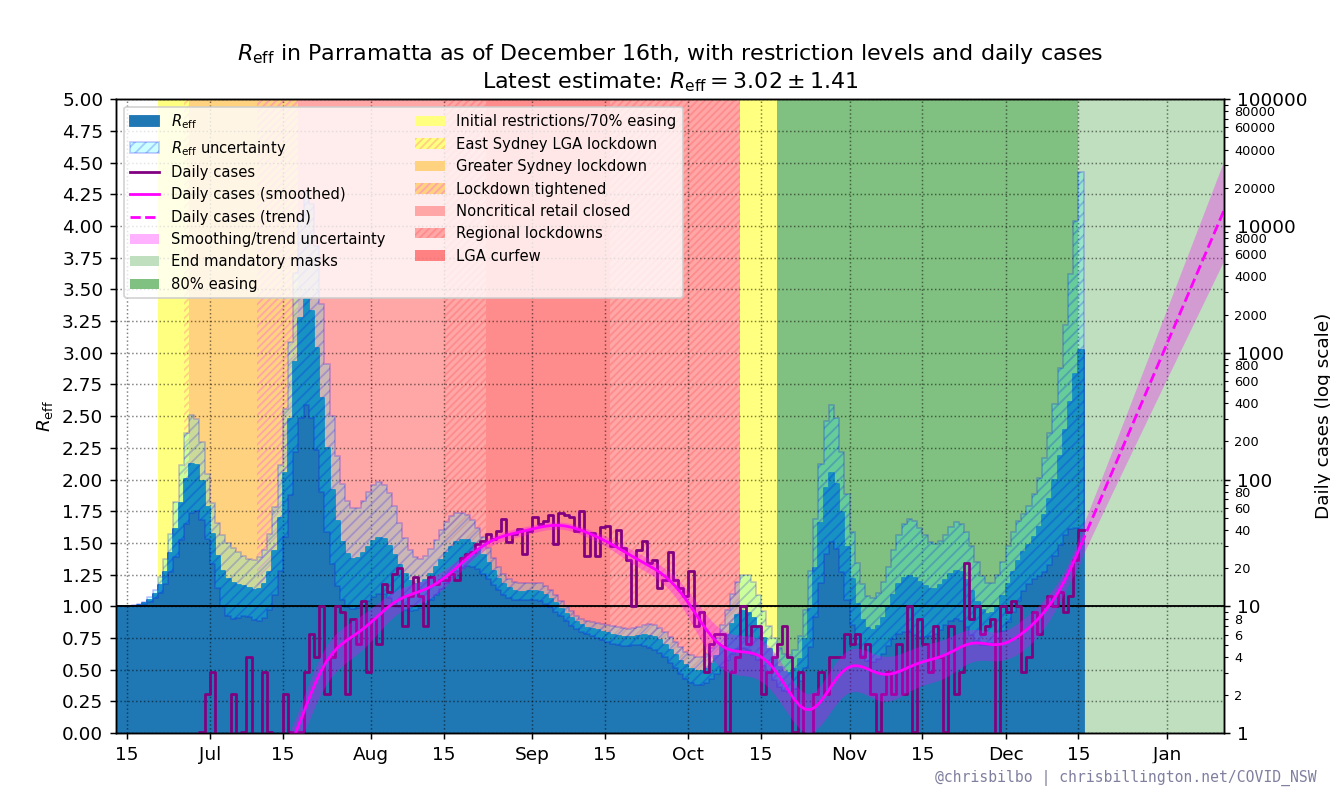 R_eff in Parramatta as of December 16th, with restriction levels and daily cases
Latest estimate: R_eff = 3.02 ± 1.41
R_eff
R_eff uncertainty
Daily cases
Daily cases (smoothed)
Daily cases (trend)
Smoothing/trend uncertainty
End mandatory masks
80% easing
Initial restrictions/70% easing
East Sydney LGA lockdown
Greater Sydney lockdown
Lockdown tightened
Noncritical retail closed
Regional lockdowns
LGA curfew
R_eff
5.00
4.75
4.50
4.25
4.00
3.75
3.50
3.25
3.00
2.75
2.50
2.25
2.00
1.75
1.50
1.25
1.00
0.75
0.50
0.25
0.00
100000
80000
60000
40000
20000
10000
8000
6000
4000
2000
1000
800
600
400
200
100
80
60
40
20
10
8
6
4
2
1
Daily cases (log scale)
15 Jul 15 Aug 15 Sep 15 Oct 15 Nov 15 Dec 15 Jan
@chrisbilbo | chrisbillington.net/COVID_NSW